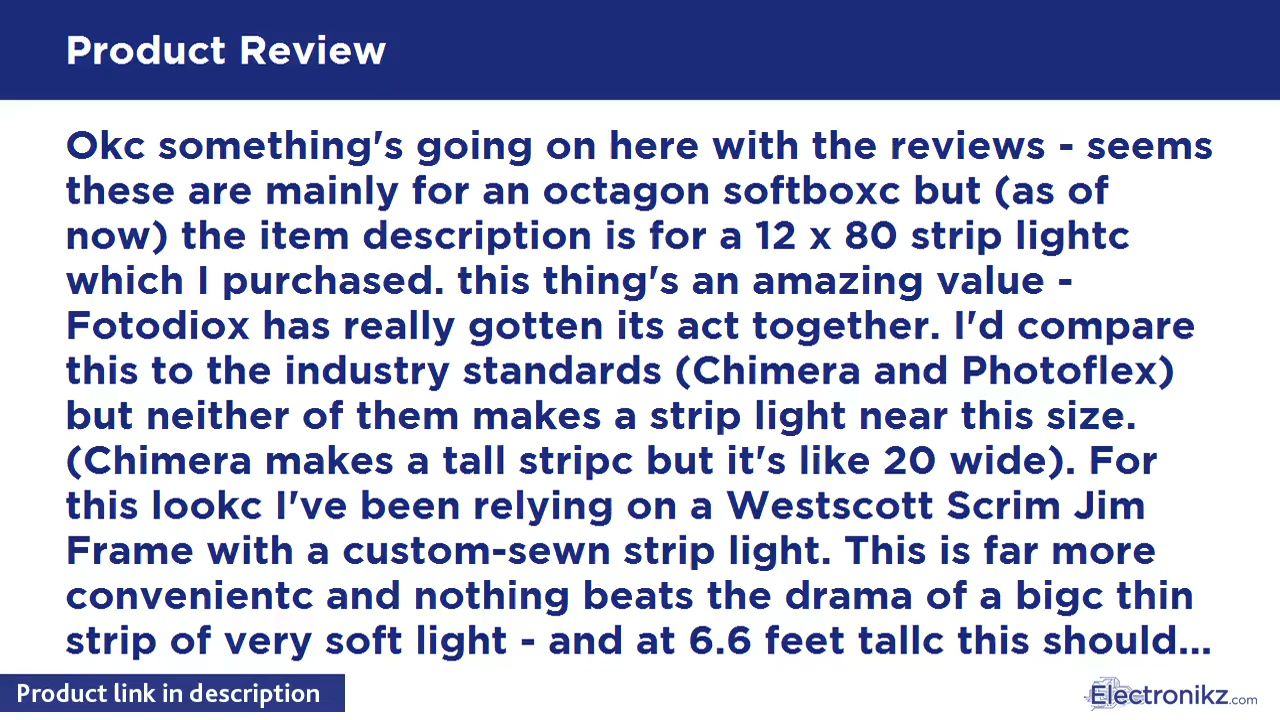 Product Review
Okc something's going on here with the reviews - seems
these are mainly for an octagon softboxc but (as of
now) the item description is for a 12 x 80 strip lightc
which I purchased. this thing's an amazing value -
Fotodiox has really gotten its act together. I'd compare
this to the industry standards (Chimera and Photoflex)
but neither of them makes a strip light near this size.
(Chimera makes a tall stripc but it's like 20 wide). For
this lookc I've been relying on a Westscott Scrim Jim
Frame with a custom-sewn strip light. This is far more
convenientc and nothing beats the drama of a bigc thin
strip of very soft light - and at 6.6 feet tallc this should...
Product link in description
Electronikz.com